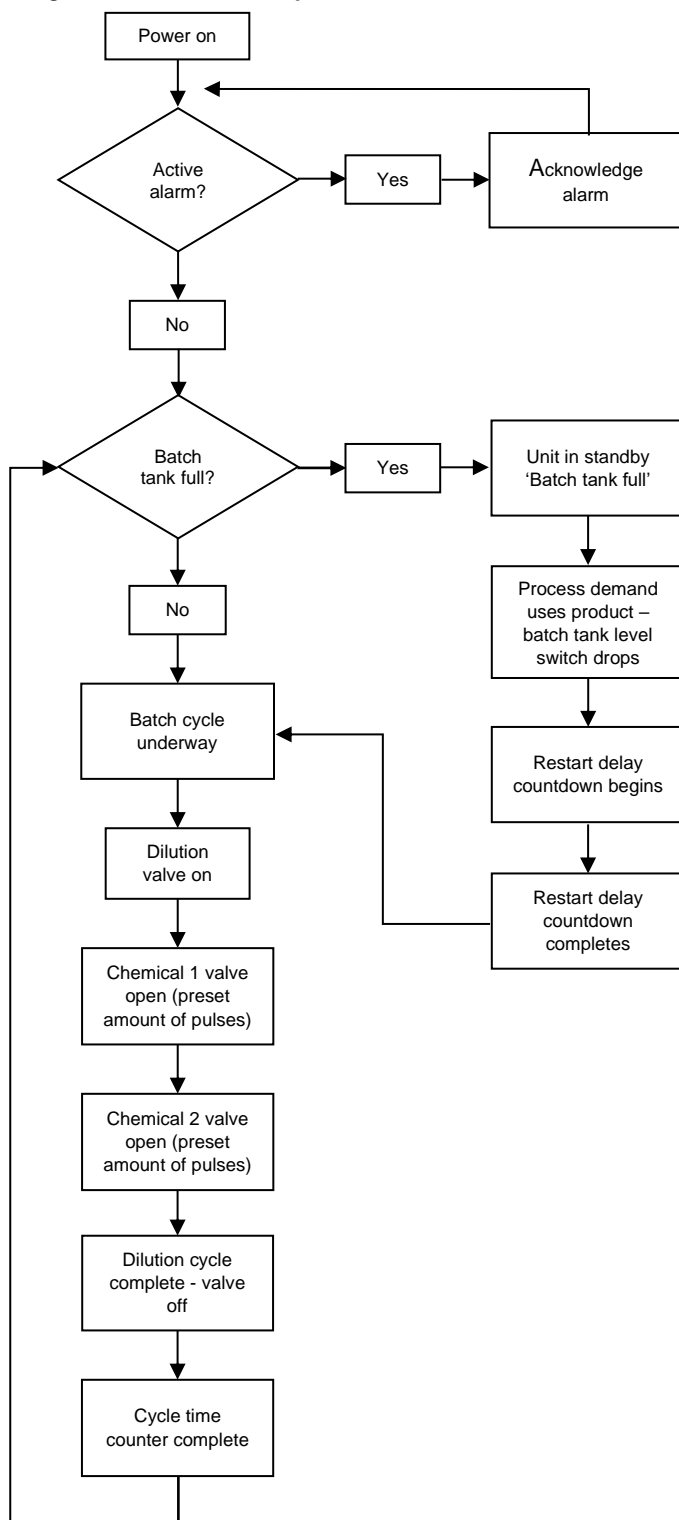 Power on
Active
alarm?
Yes
Acknowledge
alarm
No
Batch
tank full?
Yes
Unit in standby
‘Batch tank full’
No
Process demand
uses product –
batch tank level
switch drops
Batch cycle
underway
Restart delay
countdown begins
Dilution
valve on
Restart delay
countdown
completes
Chemical 1 valve
open (preset
amount of pulses)
Chemical 2 valve
open (preset
amount of pulses)
Dilution cycle
complete - valve
off
Cycle time
counter complete